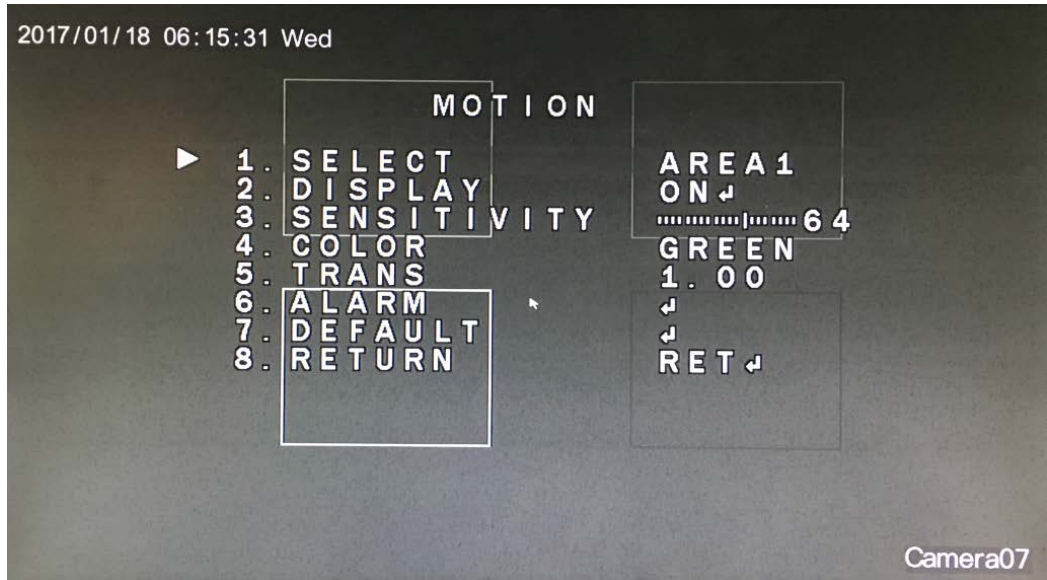 2017/01/18 06:15:31 Wed
MOTION
1. SELECT AREA1
2. DISPLAY ON↲
3. SENSITIVITY 64
4. COLOR GREEN
5. TRANS 1.00
6. ALARM ↲
7. DEFAULT ↲
8. RETURN RET↲
Camera07